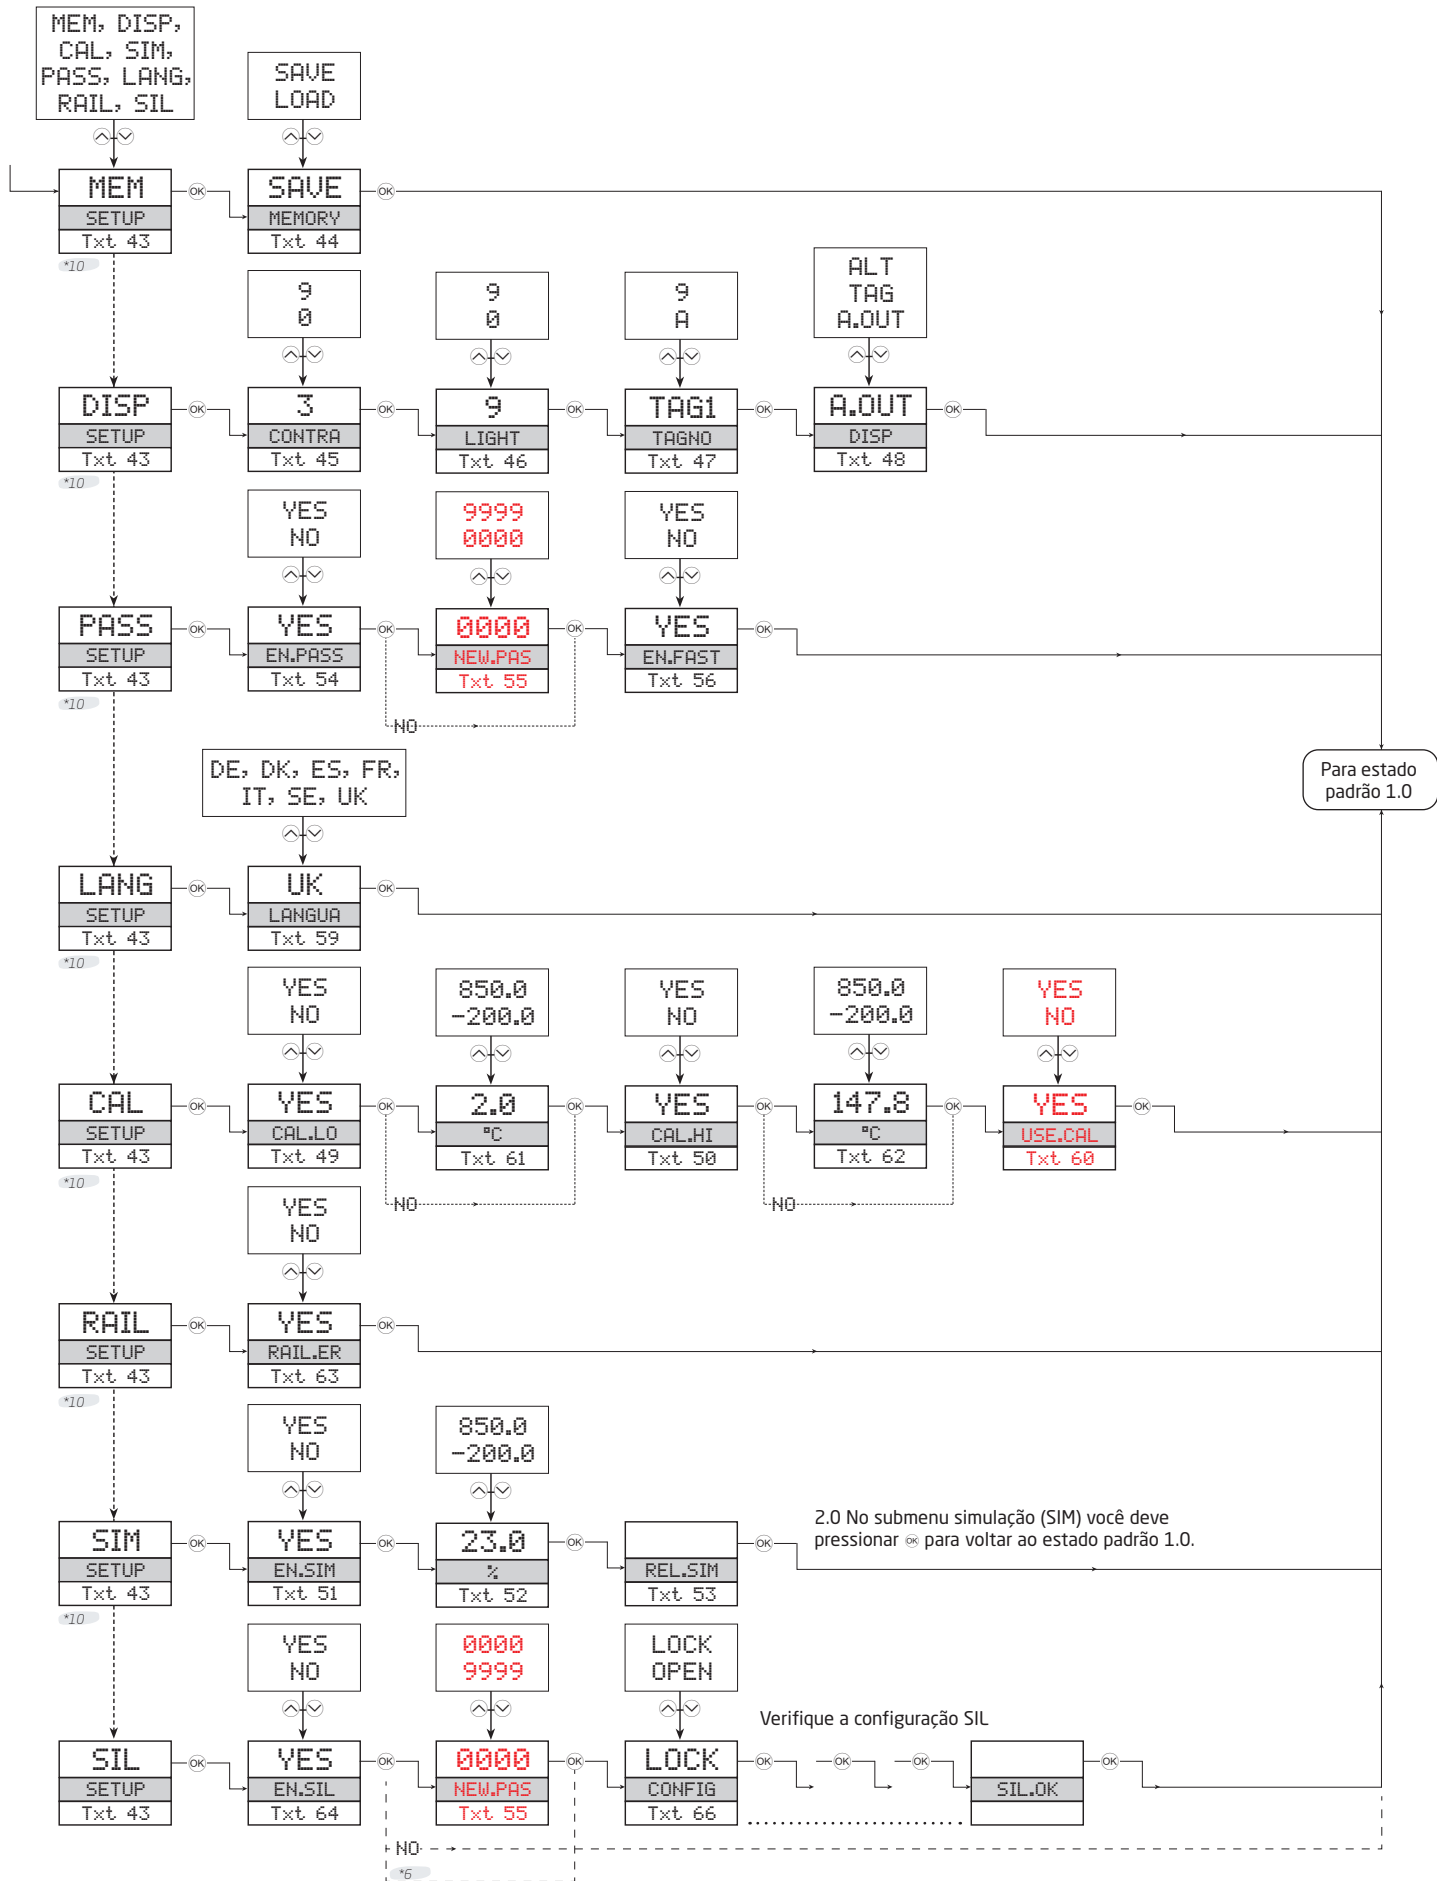 MEM, DISP,
CAL, SIM,
PASS, LANG,
RAIL, SIL
SAVE
LOAD
MEM
SETUP
Txt 43
*10
OK
SAVE
MEMORY
Txt 44
OK
9
0
9
0
9
A
ALT
TAG
A.OUT
DISP
SETUP
Txt 43
*10
OK
3
CONTRA
Txt 45
OK
9
LIGHT
Txt 46
OK
TAG1
TAGNO
Txt 47
OK
A.OUT
DISP
Txt 48
OK
YES
NO
9999
0000
YES
NO
PASS
SETUP
Txt 43
*10
OK
YES
EN.PASS
Txt 54
OK
NO
0000
NEW.PAS
Txt 55
OK
YES
EN.FAST
Txt 56
OK
Para estado
padrão 1.0
DE, DK, ES, FR,
IT, SE, UK
LANG
SETUP
Txt 43
*10
OK
UK
LANGUA
Txt 59
OK
YES
NO
850.0
-200.0
YES
NO
850.0
-200.0
YES
NO
CAL
SETUP
Txt 43
*10
OK
YES
CAL.LO
Txt 49
OK
NO
2.0
°C
Txt 61
OK
YES
CAL.HI
Txt 50
OK
NO
147.8
°C
Txt 62
OK
YES
USE.CAL
Txt 60
OK
YES
NO
RAIL
SETUP
Txt 43
*10
OK
YES
RAIL.ER
Txt 63
OK
YES
NO
850.0
-200.0
SIM
SETUP
Txt 43
*10
OK
YES
EN.SIM
Txt 51
OK
23.0
%
Txt 52
OK
REL.SIM
Txt 53
OK
2.0 No submenu simulação (SIM) você deve
pressionar OK para voltar ao estado padrão 1.0.
YES
NO
0000
9999
LOCK
OPEN
Verifique a configuração SIL
SIL
SETUP
Txt 43
OK
YES
EN.SIL
Txt 64
OK
0000
NEW.PAS
Txt 55
OK
LOCK
CONFIG
Txt 66
OK
OK
OK
SIL.OK
OK
NO
*6